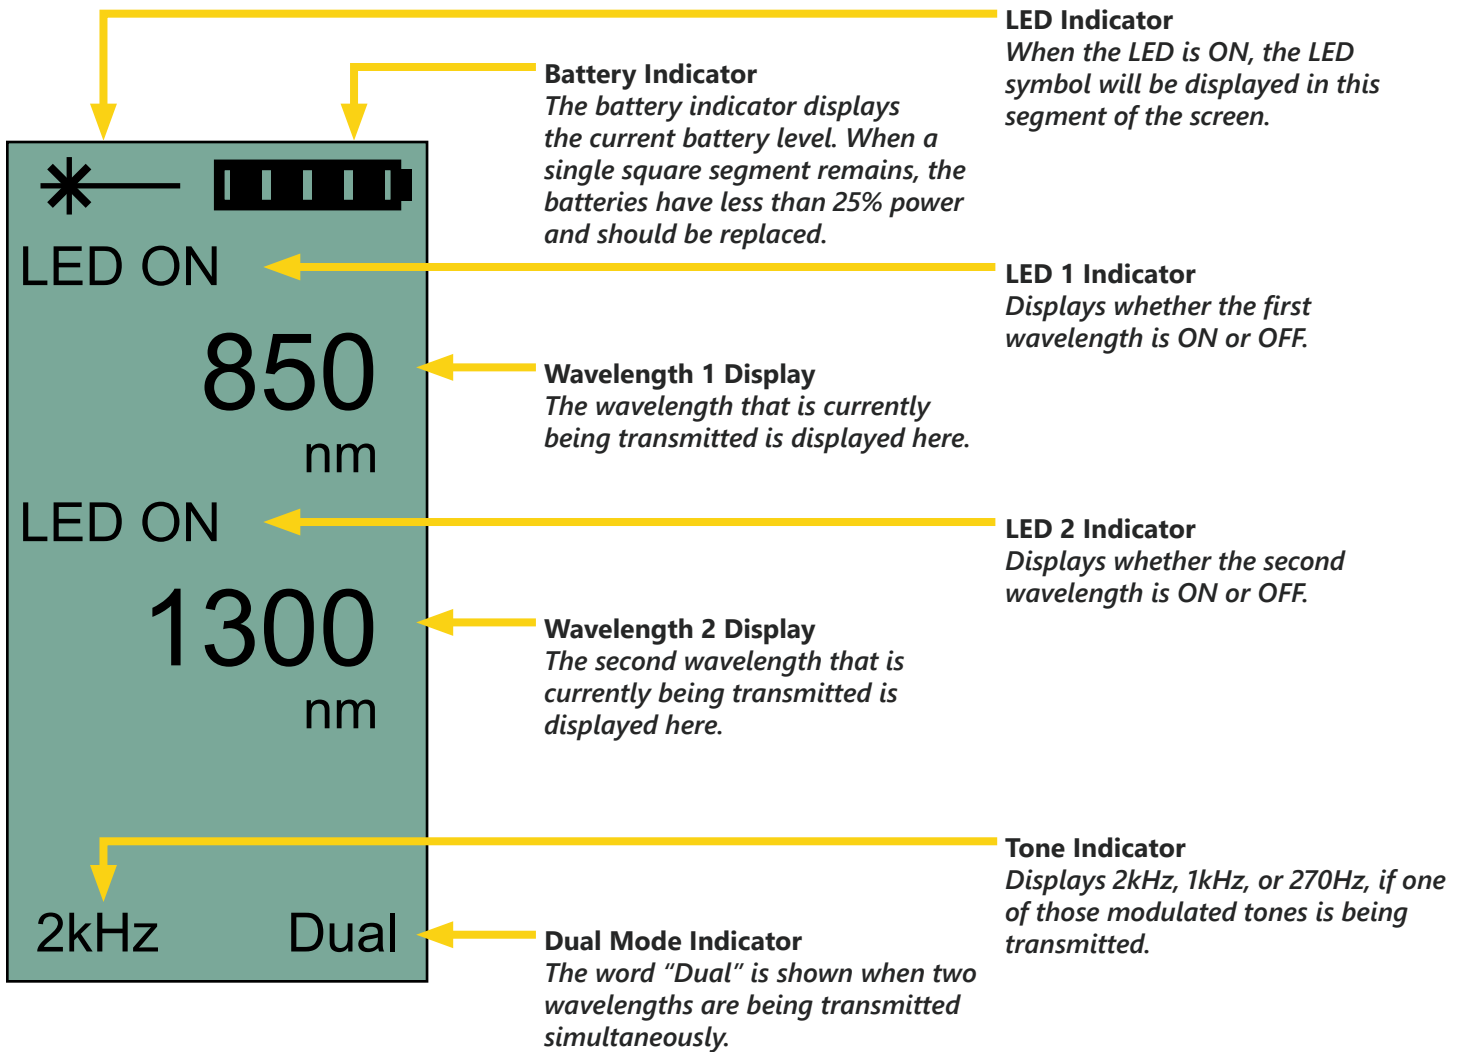 LED Indicator
When the LED is ON, the LED
symbol will be displayed in this
segment of the screen.
Battery Indicator
The battery indicator displays
the current battery level. When a
single square segment remains, the
batteries have less than 25% power
and should be replaced.
LED ON
LED 1 Indicator
Displays whether the first
wavelength is ON or OFF.
850
nm
Wavelength 1 Display
The wavelength that is currently
being transmitted is displayed here.
LED ON
LED 2 Indicator
Displays whether the second
wavelength is ON or OFF.
1300
nm
Wavelength 2 Display
The second wavelength that is
currently being transmitted is
displayed here.
Tone Indicator
Displays 2kHz, 1kHz, or 270Hz, if one
of those modulated tones is being
transmitted.
2kHz Dual
Dual Mode Indicator
The word “Dual” is shown when two
wavelengths are being transmitted
simultaneously.